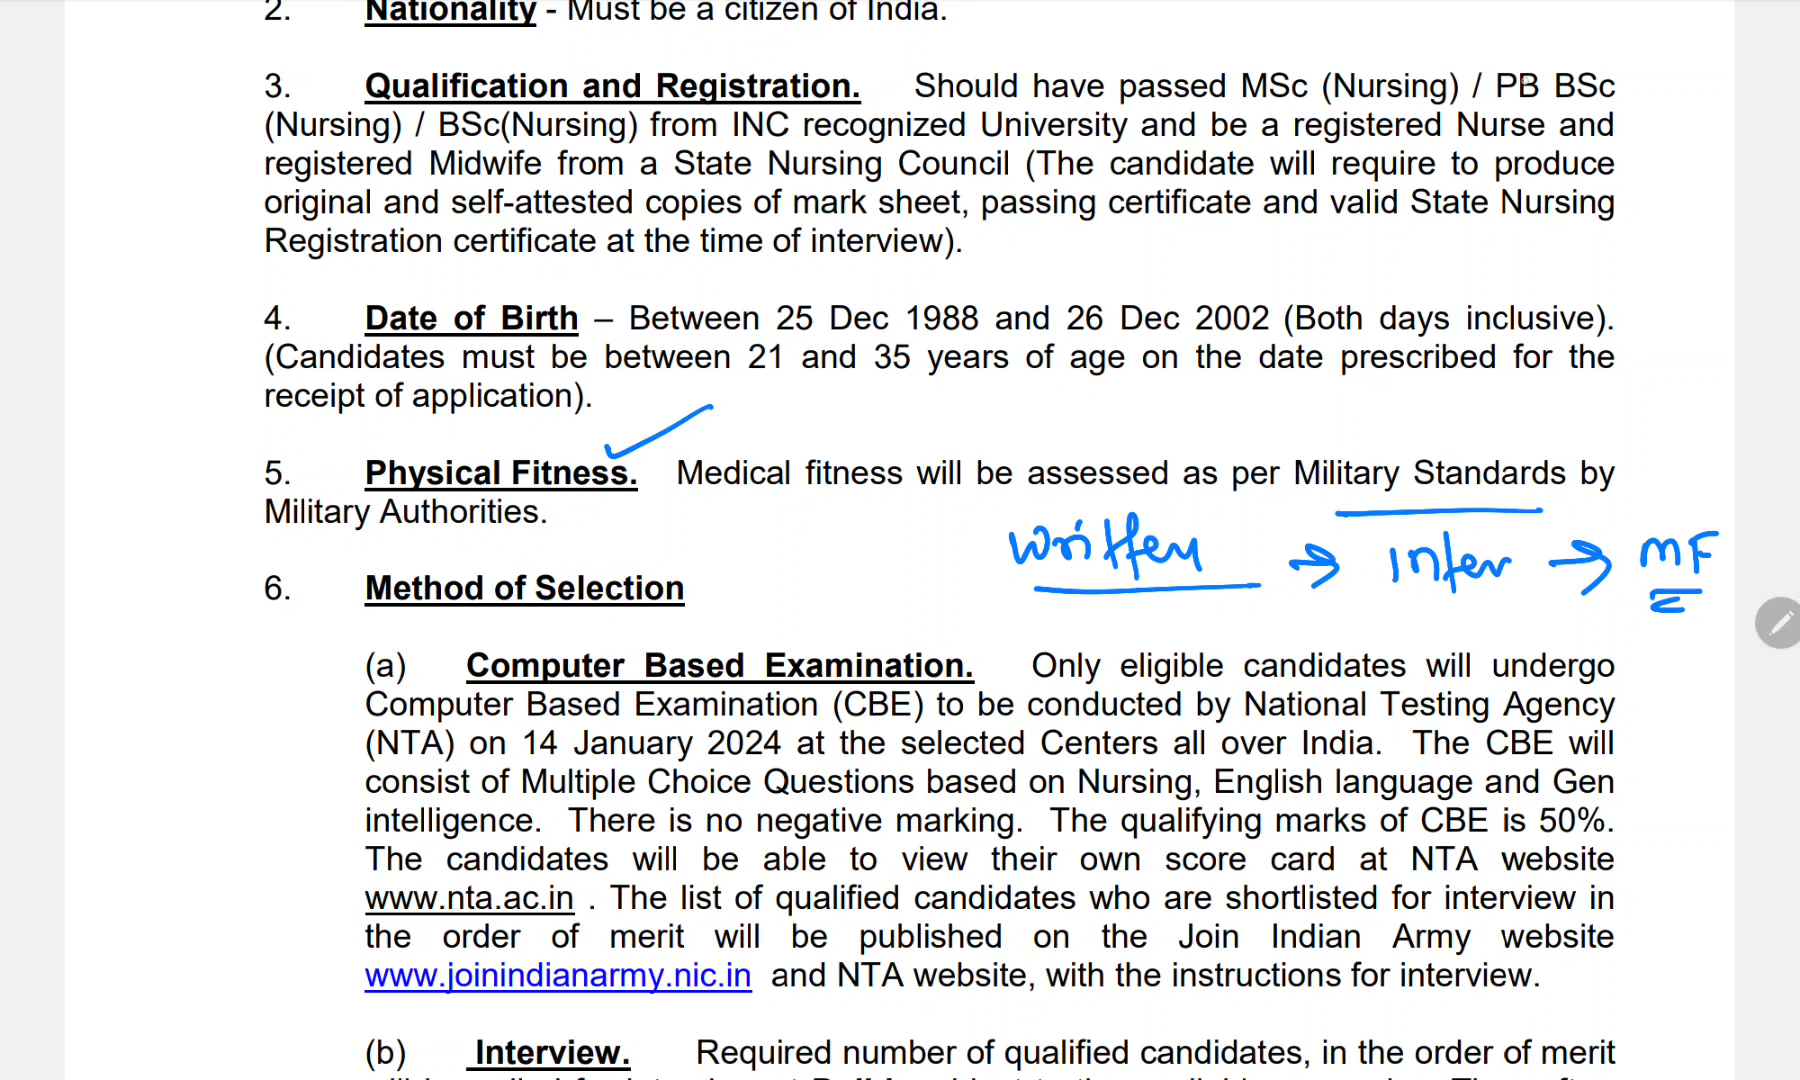 2. Nationality - Must be a citizen of India.
3. Qualification and Registration. Should have passed MSc (Nursing) / PB BSc
(Nursing) / BSc(Nursing) from INC recognized University and be a registered Nurse and
registered Midwife from a State Nursing Council (The candidate will require to produce
original and self-attested copies of mark sheet, passing certificate and valid State Nursing
Registration certificate at the time of interview).
4. Date of Birth – Between 25 Dec 1988 and 26 Dec 2002 (Both days inclusive).
(Candidates must be between 21 and 35 years of age on the date prescribed for the
receipt of application).
5. Physical Fitness. Medical fitness will be assessed as per Military Standards by
Military Authorities.
Written → Inter → MF
6. Method of Selection
(a) Computer Based Examination. Only eligible candidates will undergo
Computer Based Examination (CBE) to be conducted by National Testing Agency
(NTA) on 14 January 2024 at the selected Centers all over India. The CBE will
consist of Multiple Choice Questions based on Nursing, English language and Gen
intelligence. There is no negative marking. The qualifying marks of CBE is 50%.
The candidates will be able to view their own score card at NTA website
www.nta.ac.in . The list of qualified candidates who are shortlisted for interview in
the order of merit will be published on the Join Indian Army website
www.joinindianarmy.nic.in and NTA website, with the instructions for interview.
(b) Interview. Required number of qualified candidates, in the order of merit